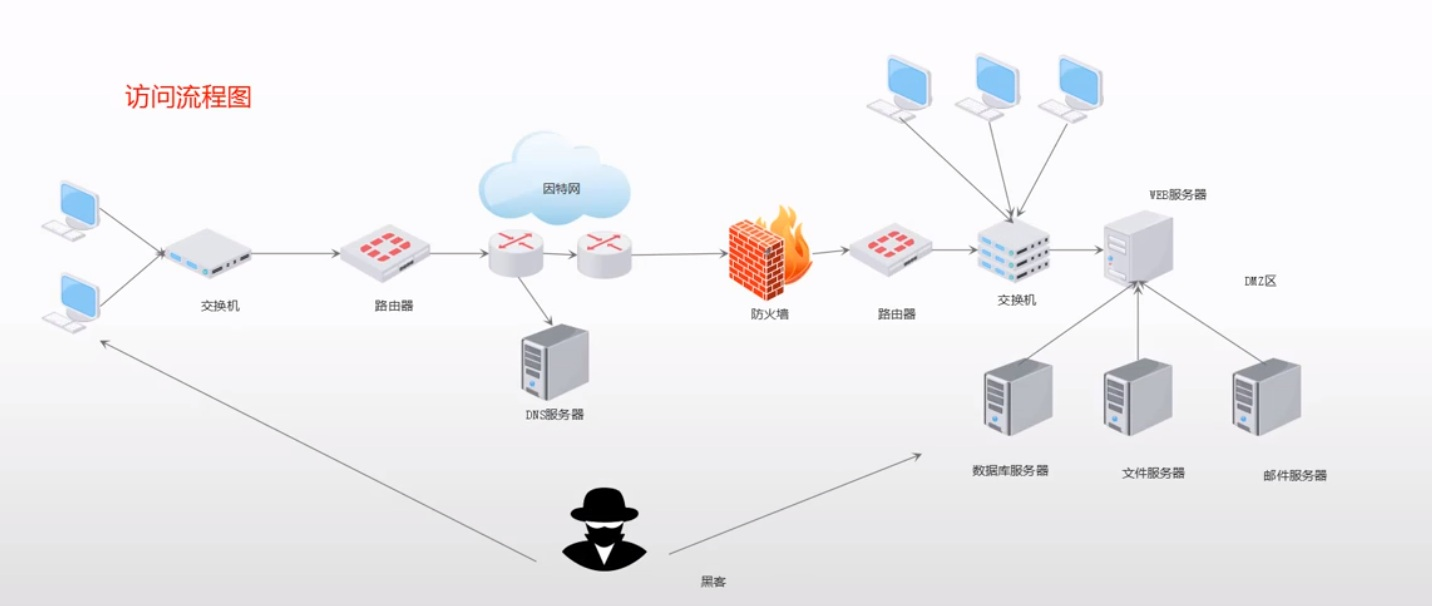 访问流程图
因特网
WEB服务器
DMZ区
交换机
路由器
防火墙
路由器
交换机
DNS服务器
数据库服务器
文件服务器
邮件服务器
黑客